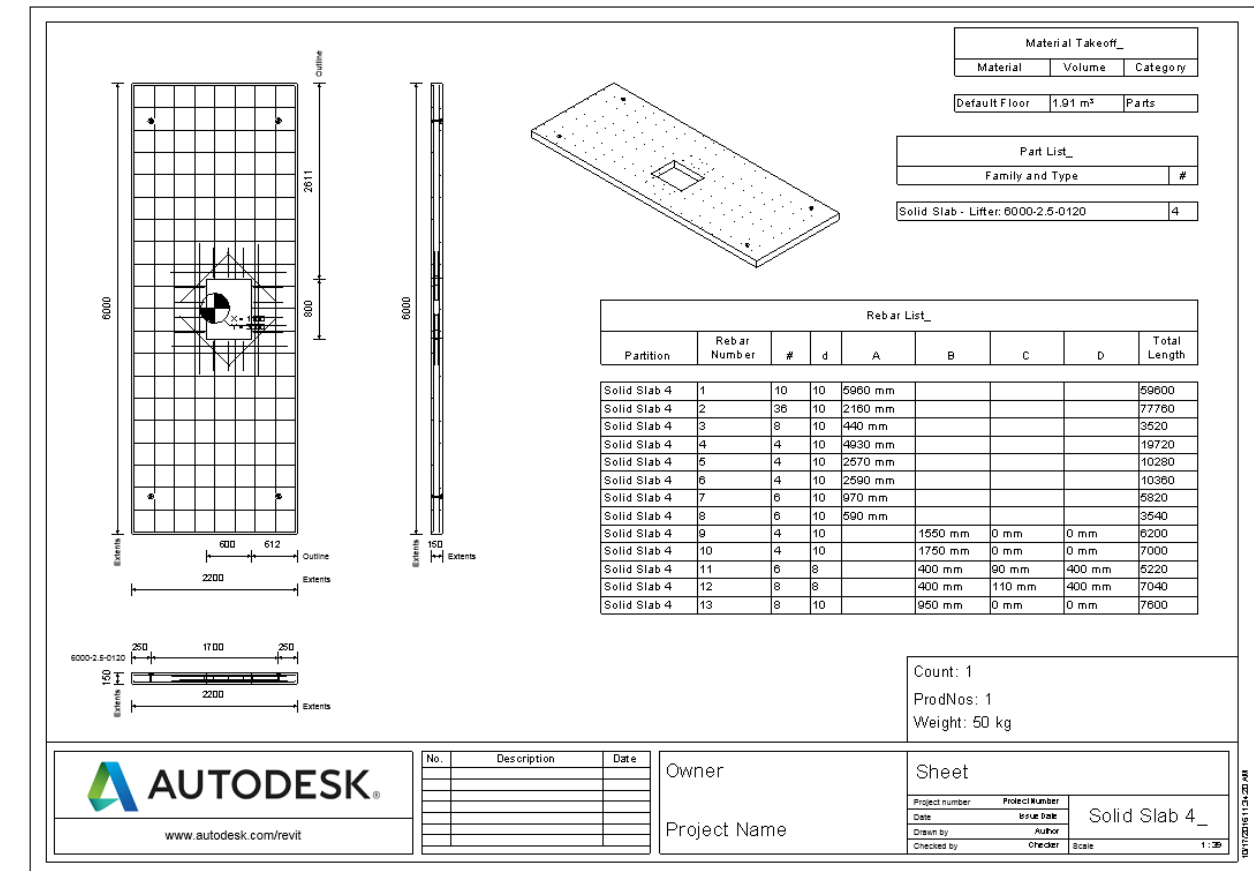 Outline
2611
6000
800
Extents
600
612
Outline
2200
Extents
6000
Extents
150
Extents
250
1700
250
6000-2.5-0120
150
Extents
2200
Extents
Material Takeoff_
Material Volume Category
Default Floor 1.91 m³ Parts
Part List_
Family and Type #
Solid Slab - Lifter: 6000-2.5-0120 4
Rebar List_
Partition Rebar Number # d A B C D Total Length
Solid Slab 4 1 10 10 5960 mm 59600
Solid Slab 4 2 36 10 2160 mm 77760
Solid Slab 4 3 8 10 440 mm 3520
Solid Slab 4 4 4 10 4930 mm 19720
Solid Slab 4 5 4 10 2570 mm 10280
Solid Slab 4 6 4 10 2590 mm 10360
Solid Slab 4 7 6 10 970 mm 5820
Solid Slab 4 8 6 10 590 mm 3540
Solid Slab 4 9 4 10 1550 mm 0 mm 0 mm 6200
Solid Slab 4 10 4 10 1750 mm 0 mm 0 mm 7000
Solid Slab 4 11 6 8 400 mm 90 mm 400 mm 5220
Solid Slab 4 12 8 8 400 mm 110 mm 400 mm 7040
Solid Slab 4 13 8 10 950 mm 0 mm 0 mm 7600
Count: 1
ProdNos: 1
Weight: 50 kg
AUTODESK®
www.autodesk.com/revit
No. Description Date
Owner
Project Name
Sheet
Project number Project Number
Date Issue Date
Drawn by Author
Checked by Checker
Solid Slab 4_
Scale 1 : 39
10/17/2016 11:34:20 AM